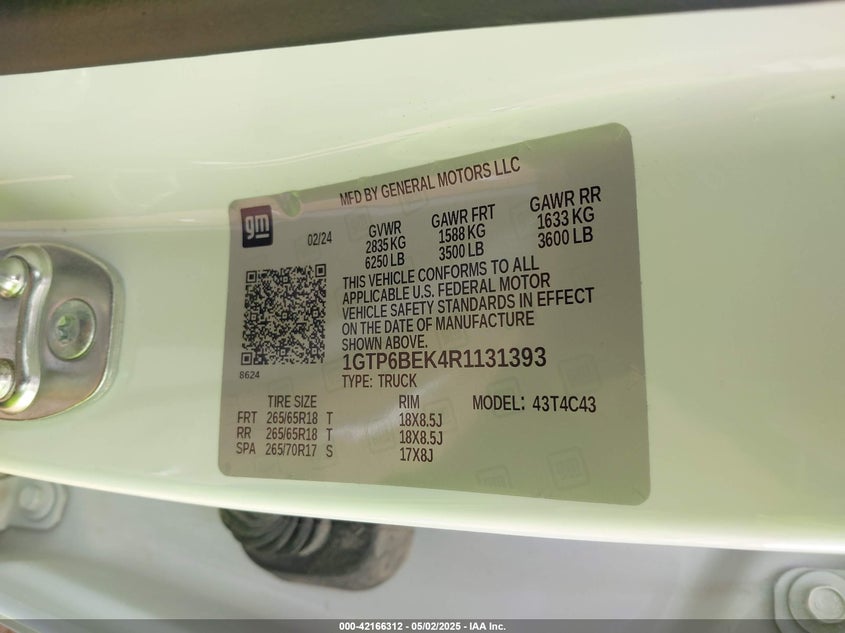 MFD BY GENERAL MOTORS LLC
gm
02/24
GVWR
2835 KG
6250 LB
GAWR FRT
1588 KG
3500 LB
GAWR RR
1633 KG
3600 LB
THIS VEHICLE CONFORMS TO ALL
APPLICABLE U.S. FEDERAL MOTOR
VEHICLE SAFETY STANDARDS IN EFFECT
ON THE DATE OF MANUFACTURE
SHOWN ABOVE.
1GTP6BEK4R1131393
TYPE: TRUCK
8624
TIRE SIZE RIM MODEL: 43T4C43
FRT 265/65R18 T 18X8.5J
RR 265/65R18 T 18X8.5J
SPA 265/70R17 S 17X8J
000-42166312 - 05/02/2025 - IAA Inc.